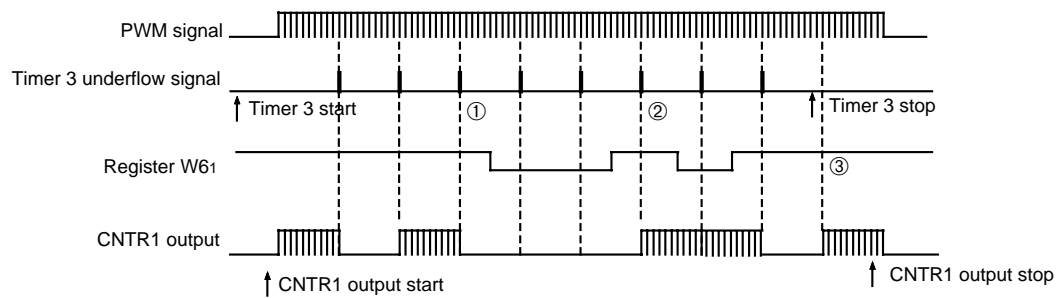 PWM signal
Timer 3 underflow signal
Timer 3 start
①
②
Timer 3 stop
Register W61
③
CNTR1 output
CNTR1 output start
CNTR1 output stop